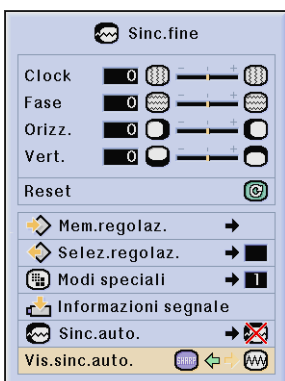 Sinc.fine
Clock 0 - +
Fase 0 - +
Orizz. 0 - +
Vert. 0 - +
Reset
Mem.regolaz.
Selez.regolaz.
Modi speciali 1
Informazioni segnale
Sinc.auto.
Vis.sinc.auto. SHARP